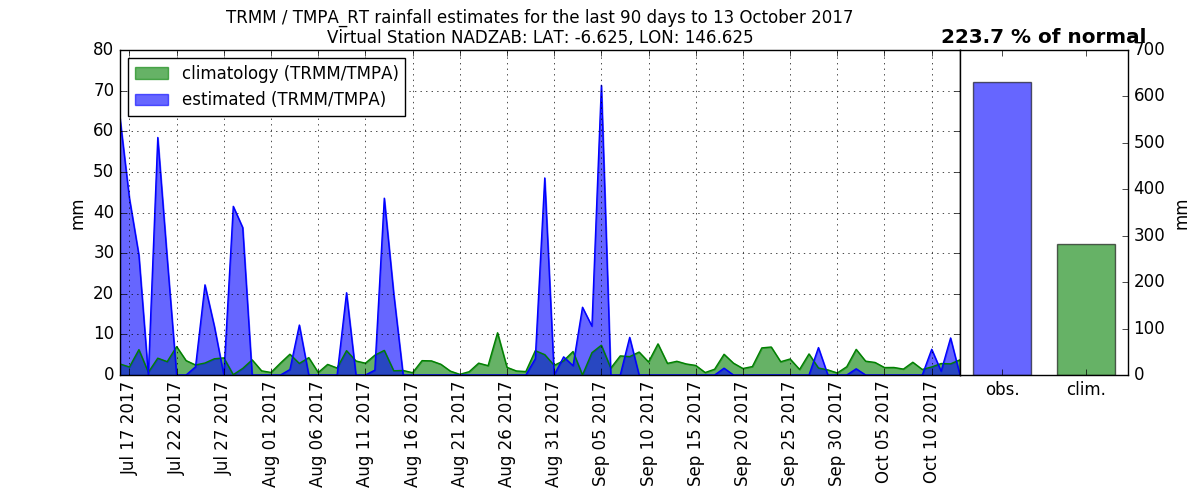 TRMM / TMPA_RT rainfall estimates for the last 90 days to 13 October 2017
Virtual Station NADZAB: LAT: -6.625, LON: 146.625
223.7 % of normal
climatology (TRMM/TMPA)
estimated (TRMM/TMPA)
80
70
60
50
40
30
20
10
0
mm
700
600
500
400
300
200
100
0
mm
Jul 17 2017
Jul 22 2017
Jul 27 2017
Aug 01 2017
Aug 06 2017
Aug 11 2017
Aug 16 2017
Aug 21 2017
Aug 26 2017
Aug 31 2017
Sep 05 2017
Sep 10 2017
Sep 15 2017
Sep 20 2017
Sep 25 2017
Sep 30 2017
Oct 05 2017
Oct 10 2017
obs.
clim.